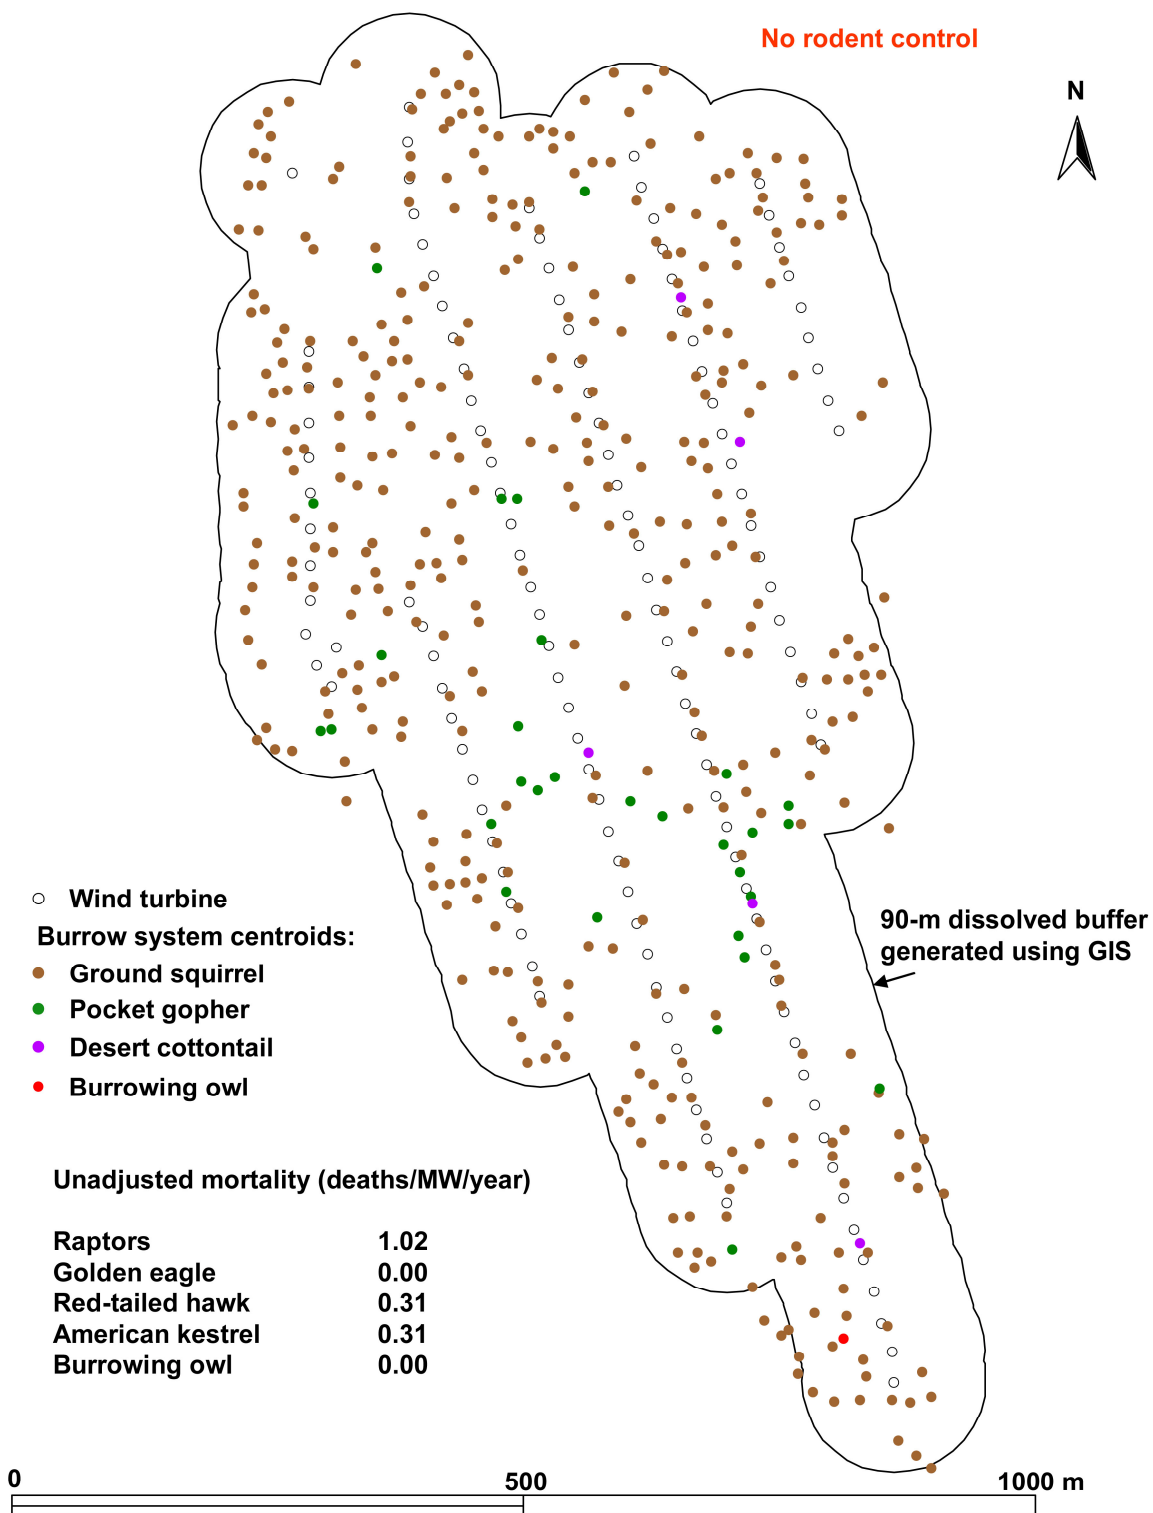 No rodent control
N
Wind turbine
Burrow system centroids:
Ground squirrel
Pocket gopher
Desert cottontail
Burrowing owl
90-m dissolved buffer
generated using GIS
Unadjusted mortality (deaths/MW/year)
Raptors 1.02
Golden eagle 0.00
Red-tailed hawk 0.31
American kestrel 0.31
Burrowing owl 0.00
0 500 1000 m